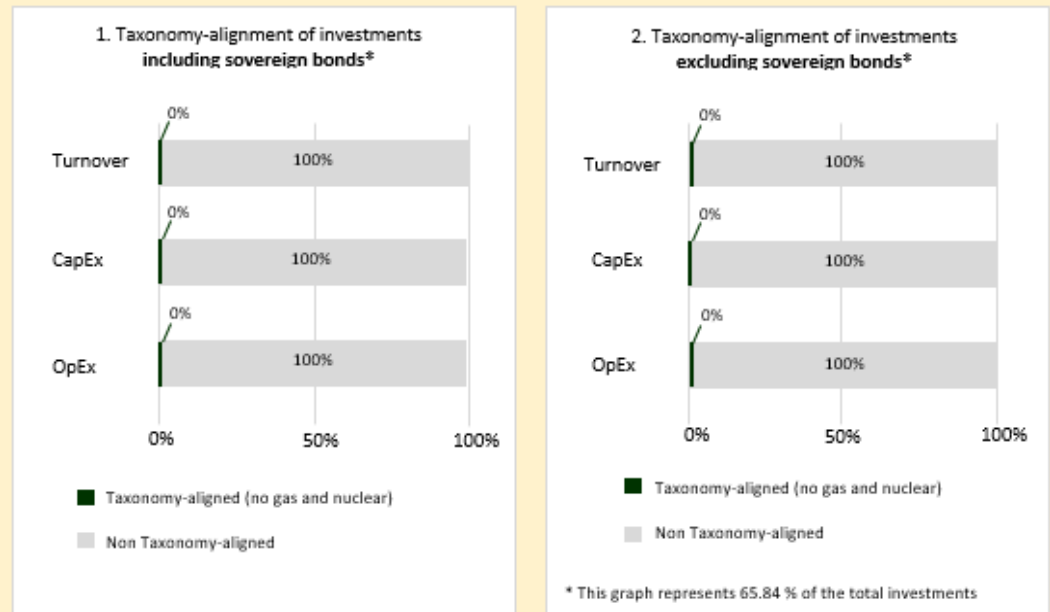 1. Taxonomy-alignment of investments
including sovereign bonds*
0%
Turnover
100%
0%
CapEx
100%
0%
OpEx
100%
0%
50%
100%
Taxonomy-aligned (no gas and nuclear)
Non Taxonomy-aligned
2. Taxonomy-alignment of investments
excluding sovereign bonds*
0%
Turnover
100%
0%
CapEx
100%
0%
OpEx
100%
0%
50%
100%
Taxonomy-aligned (no gas and nuclear)
Non Taxonomy-aligned
* This graph represents 65.84 % of the total investments